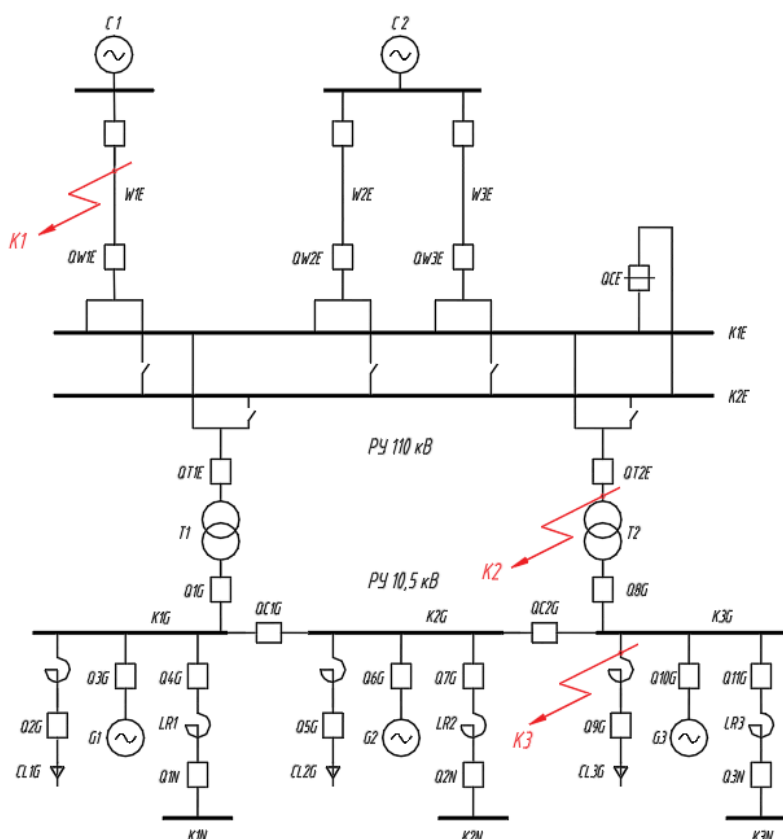 C1
C2
W1E
W2E
W3E
K1
QW1E
QW2E
QW3E
QCE
K1E
K2E
РУ 110 кВ
QT1E
QT2E
T1
T2
K2
РУ 10,5 кВ
Q1G
Q8G
K1G
QC1G
K2G
QC2G
K3G
Q3G
Q4G
Q6G
Q7G
Q10G
Q11G
Q2G
G1
LR1
Q5G
G2
LR2
K3
Q9G
G3
LR3
CL1G
Q1N
CL2G
Q2N
CL3G
Q3N
K1N
K2N
K3N